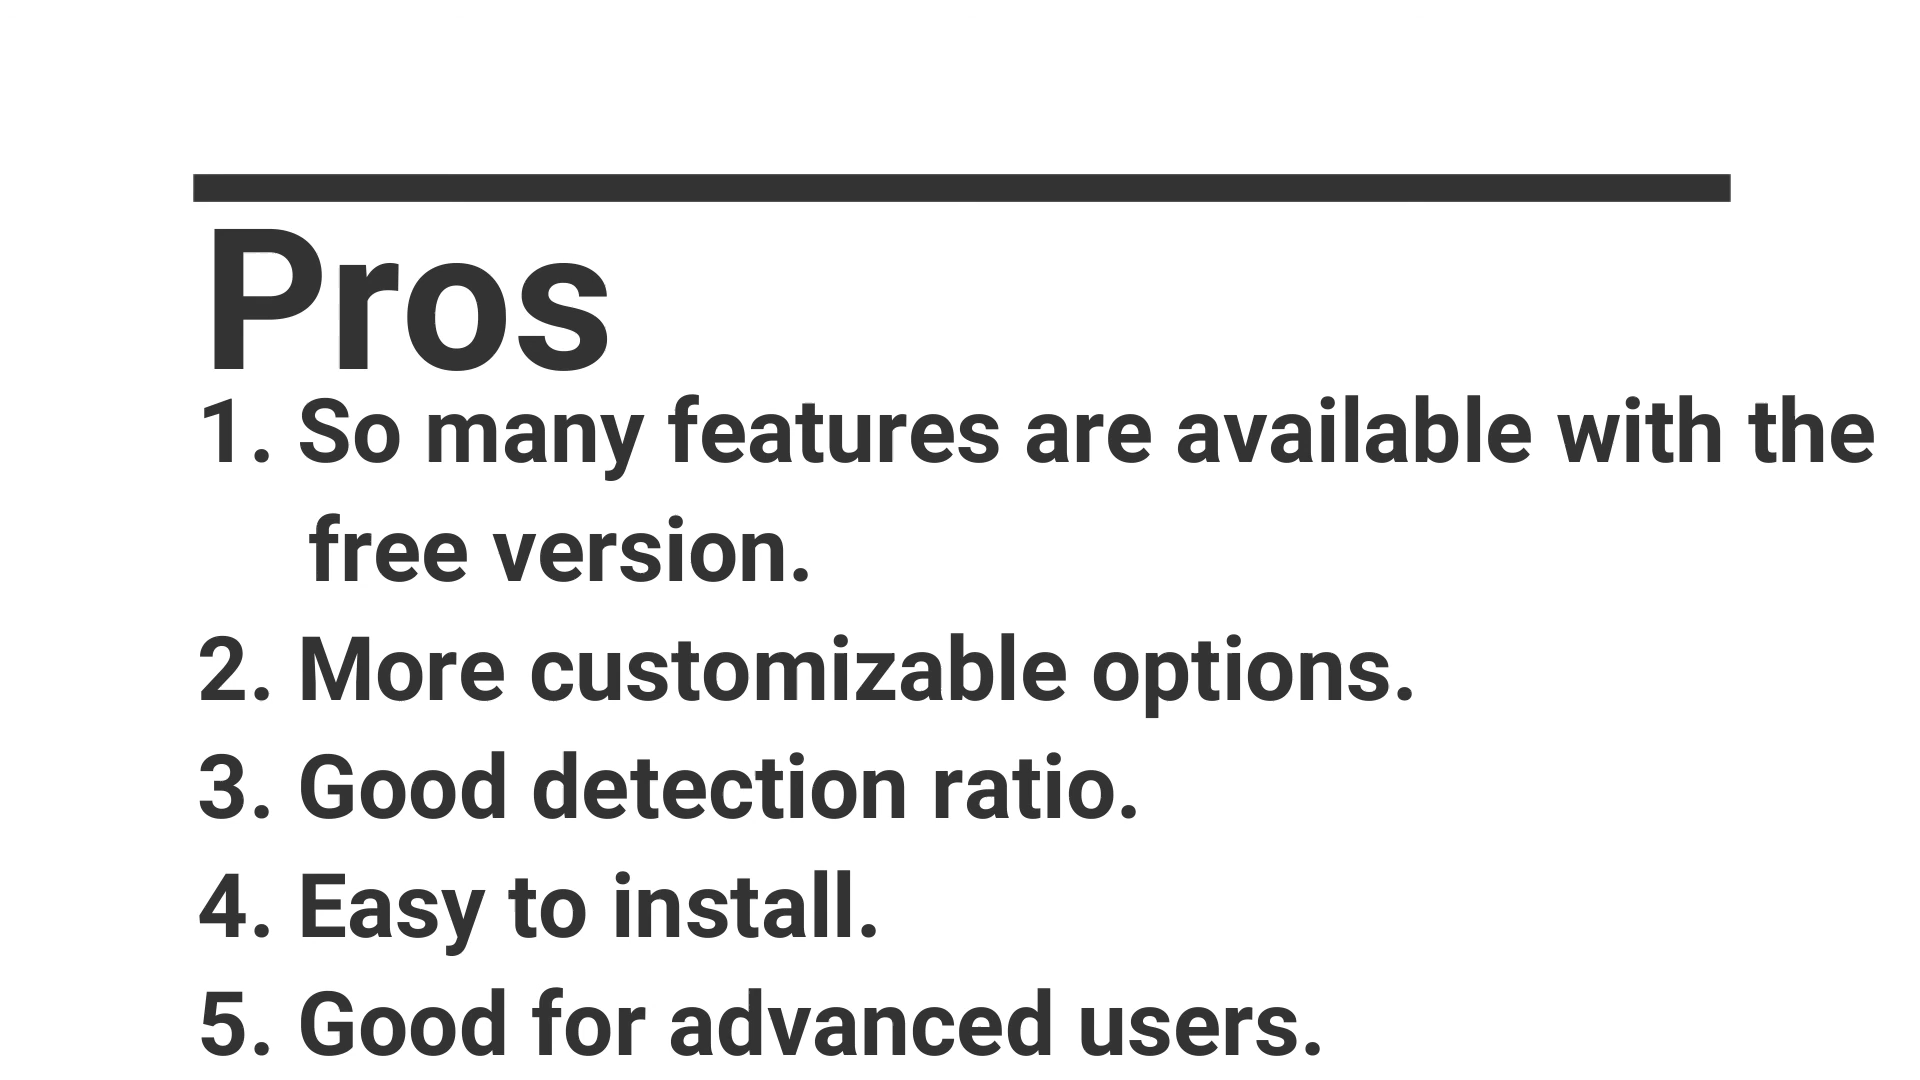 Pros
1. So many features are available with the
free version.
2. More customizable options.
3. Good detection ratio.
4. Easy to install.
5. Good for advanced users.